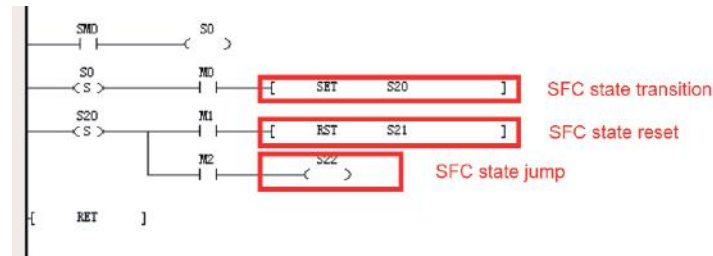 SM0 S0
S0 M0
S SET S20 SFC state transition
S20 M1
S RST S21 SFC state reset
M2 S22
SFC state jump
RET